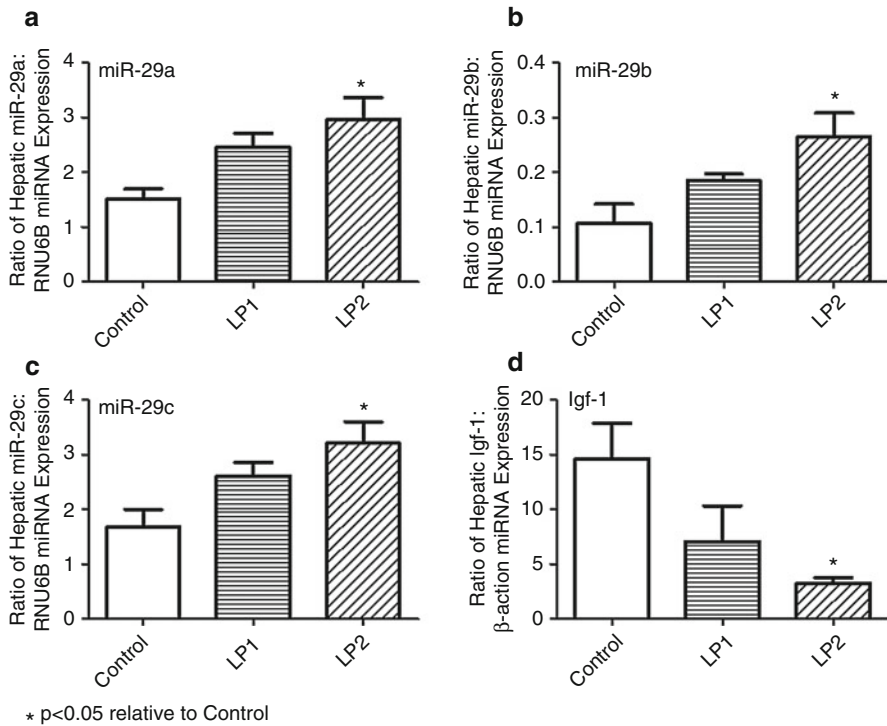 a
Ratio of Hepatic miR-29a:
RNU6B miRNA Expression
miR-29a
4
3
2
1
0
*
Control
LP1
LP2
b
Ratio of Hepatic miR-29b:
RNU6B miRNA Expression
miR-29b
0.4
0.3
0.2
0.1
0.0
*
Control
LP1
LP2
c
Ratio of Hepatic miR-29c:
RNU6B miRNA Expression
miR-29c
4
3
2
1
0
*
Control
LP1
LP2
d
Ratio of Hepatic Igf-1:
β-action miRNA Expression
Igf-1
20
15
10
5
0
*
Control
LP1
LP2
* p<0.05 relative to Control